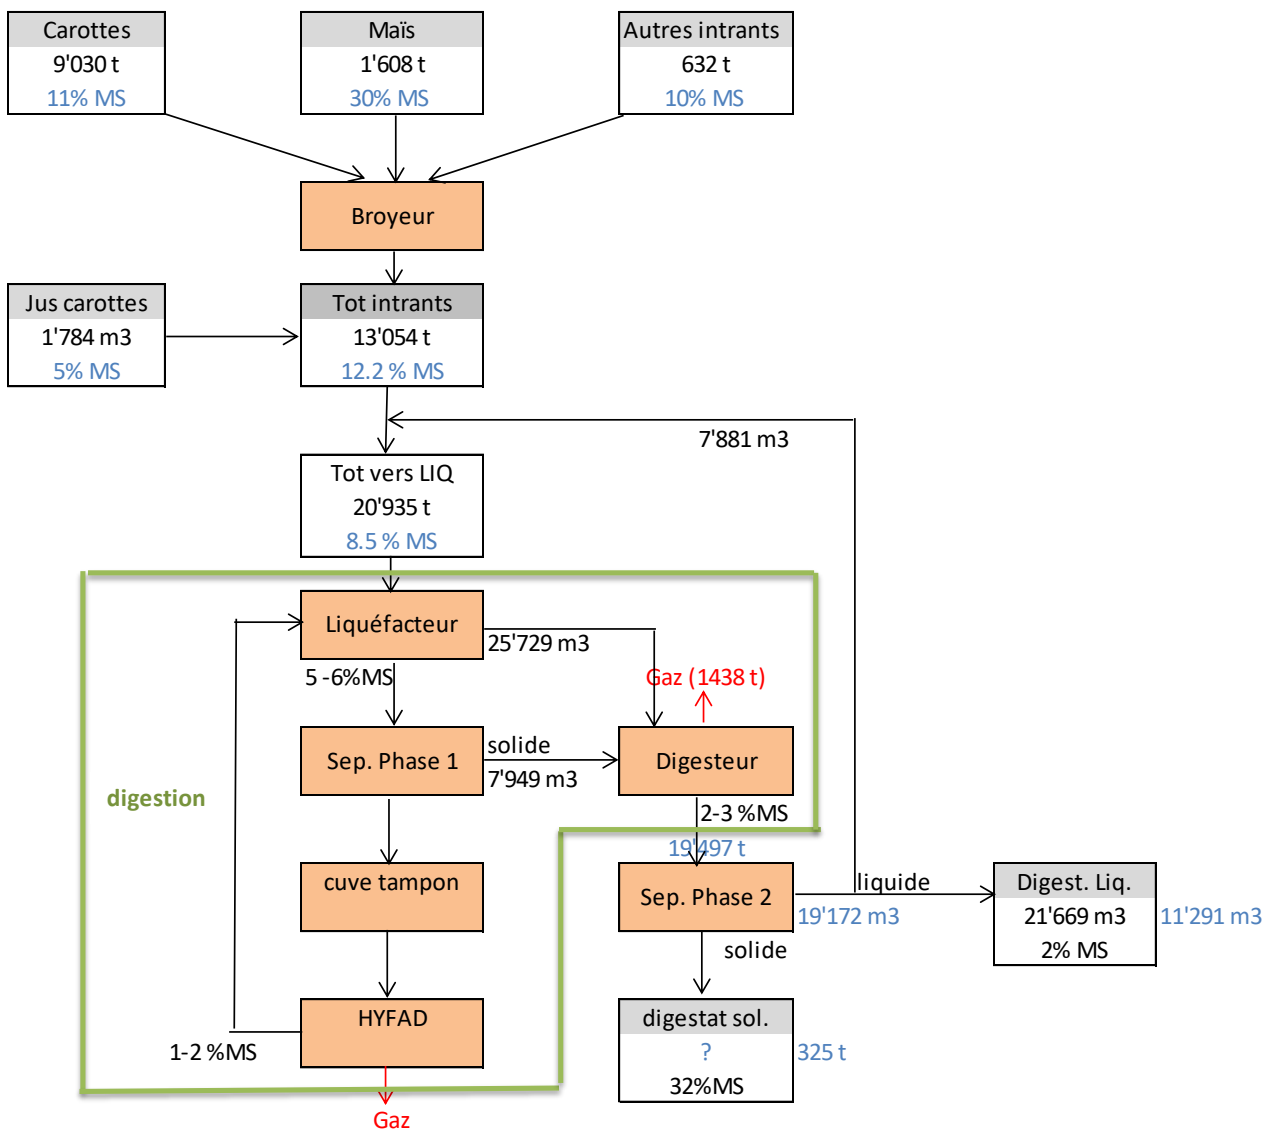 Carottes
9'030 t
11% MS
Maïs
1'608 t
30% MS
Autres intrants
632 t
10% MS
Broyeur
Jus carottes
1'784 m3
5% MS
Tot intrants
13'054 t
12.2 % MS
7'881 m3
Tot vers LIQ
20'935 t
8.5 % MS
Liquéfacteur
25'729 m3
5 -6%MS
Gaz (1438 t)
Sep. Phase 1
solide
7'949 m3
Digesteur
digestion
2-3 %MS
19'497 t
cuve tampon
Sep. Phase 2
liquide
19'172 m3
Digest. Liq.
21'669 m3
2% MS
11'291 m3
solide
HYFAD
1-2 %MS
digestat sol.
?
32%MS
325 t
Gaz